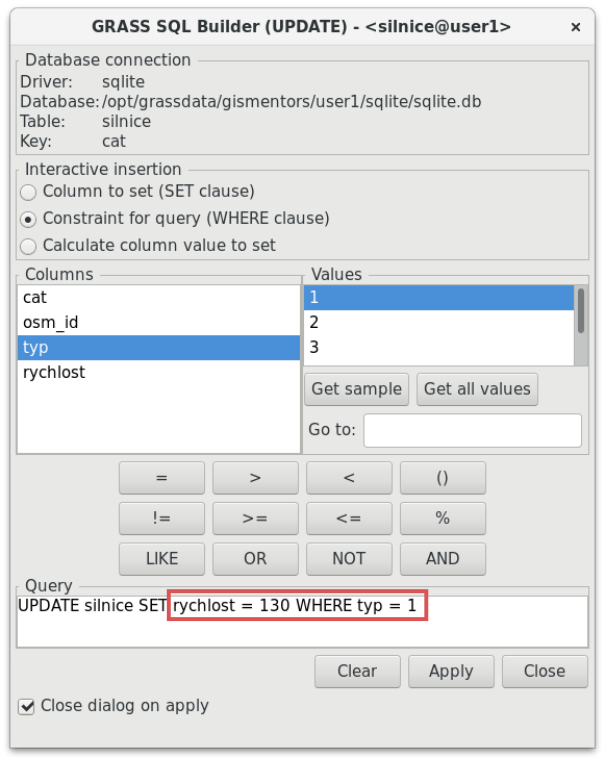 GRASS SQL Builder (UPDATE) - <silnice@user1> ×
Database connection
Driver: sqlite
Database: /opt/grassdata/gismentors/user1/sqlite/sqlite.db
Table: silnice
Key: cat
Interactive insertion
Column to set (SET clause)
Constraint for query (WHERE clause)
Calculate column value to set
Columns
cat
osm_id
typ
rychlost
Values
1
2
3
Get sample Get all values
Go to:
= > < ()
!= >= <= %
LIKE OR NOT AND
Query
UPDATE silnice SET rychlost = 130 WHERE typ = 1
Clear Apply Close
Close dialog on apply